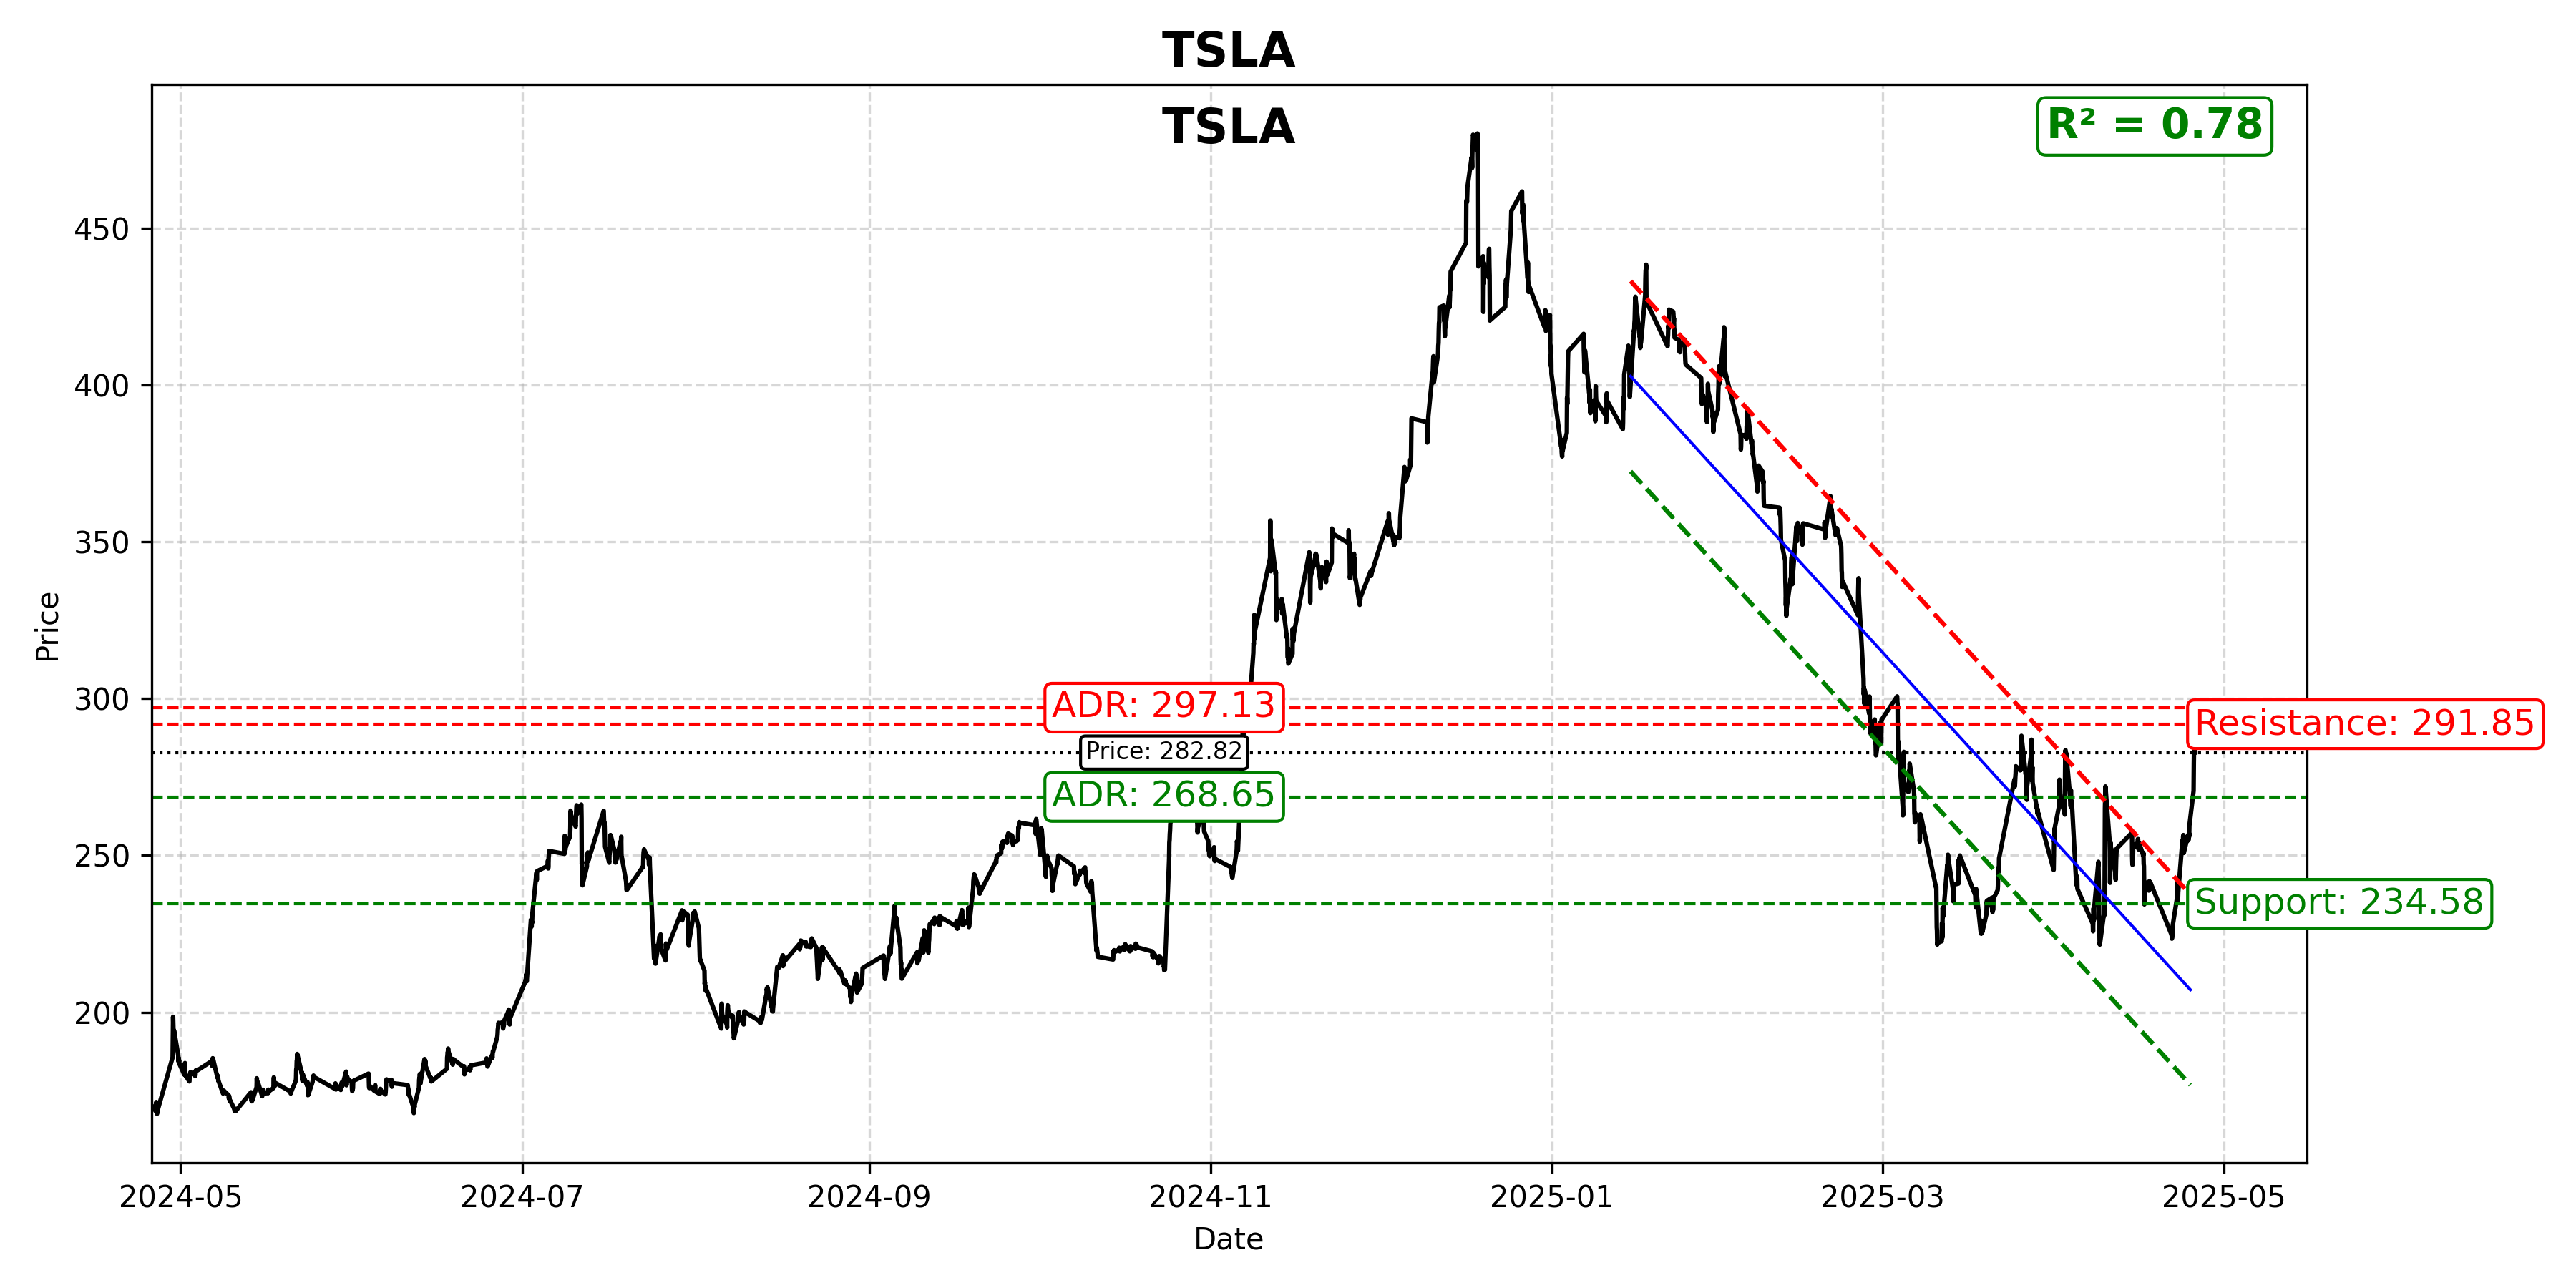 TSLA
TSLA
R² = 0.78
450
400
350
300
250
200
Price
ADR: 297.13
Resistance: 291.85
Price: 282.82
ADR: 268.65
Support: 234.58
2024-05
2024-07
2024-09
2024-11
2025-01
2025-03
2025-05
Date